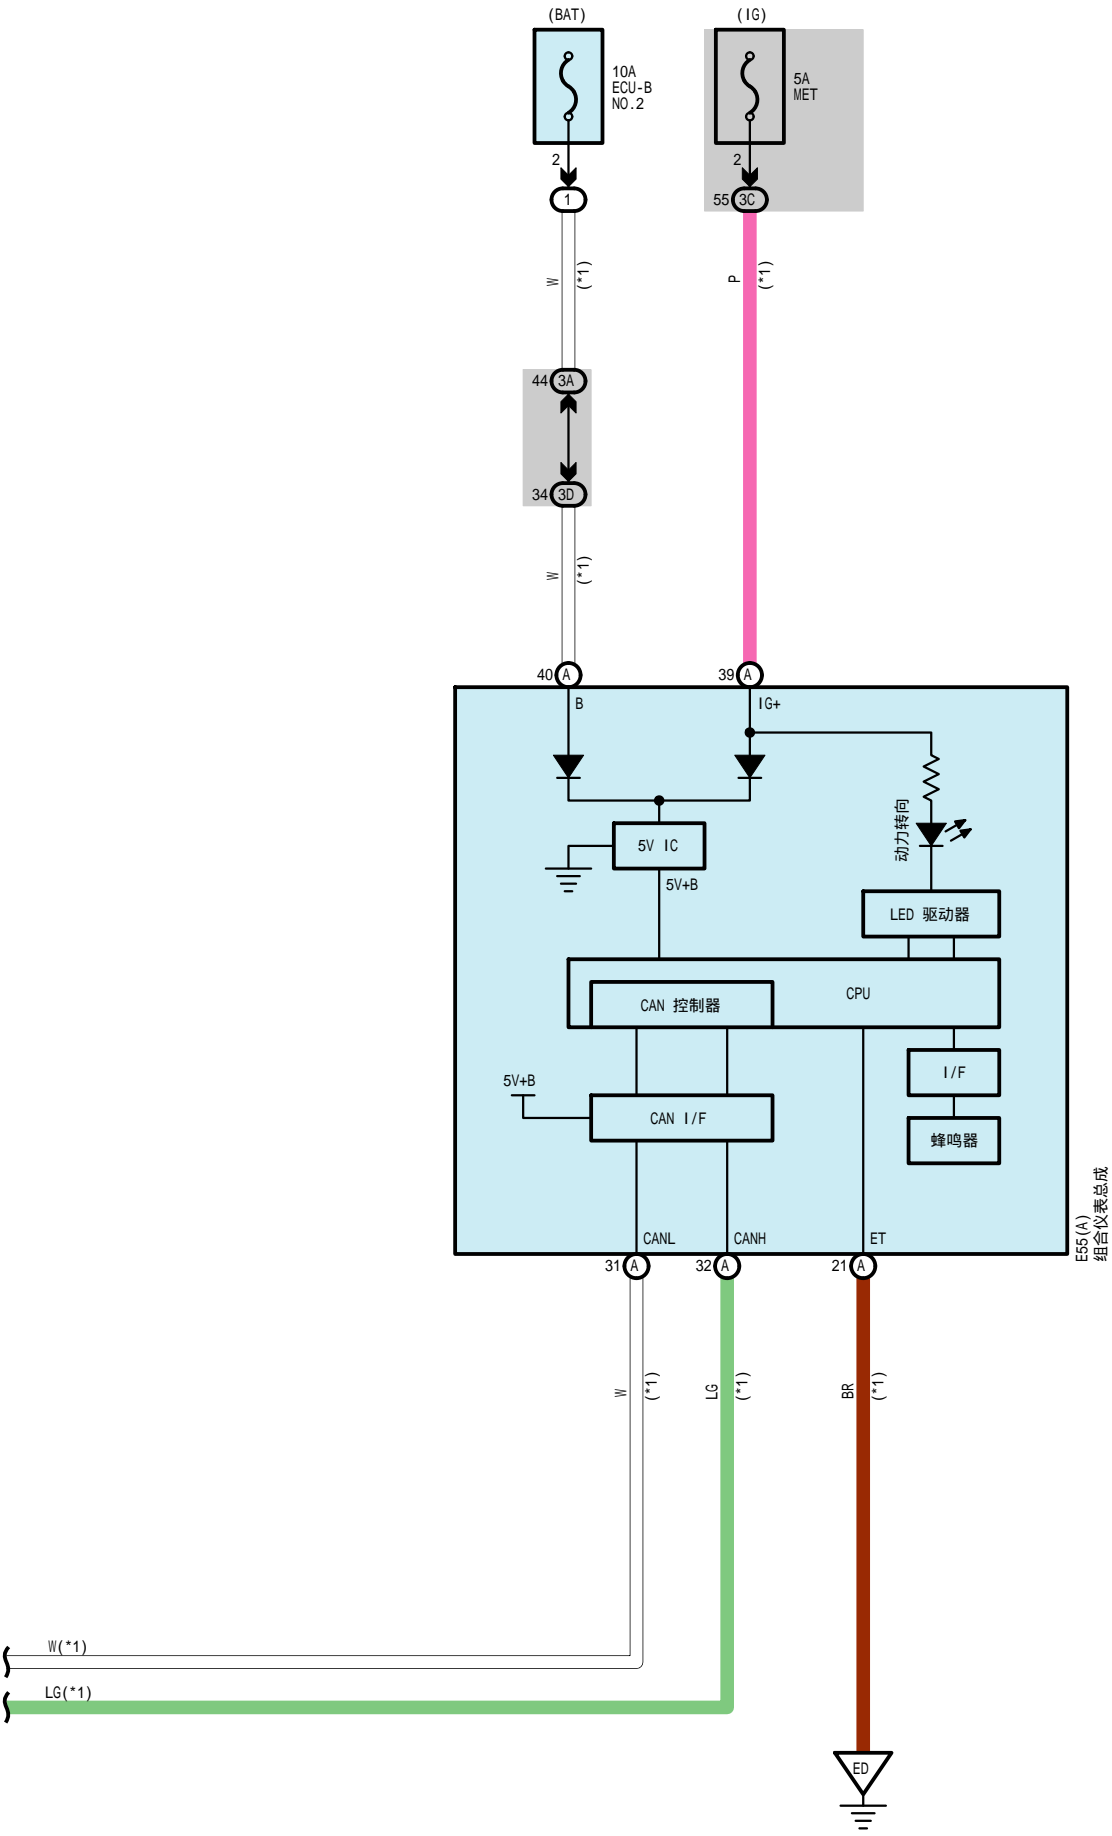 (BAT)
(IG)
10A
ECU-B
NO.2
5A
MET
2
2
1
55 3C
W
(*1)
P
(*1)
44 3A
34 3D
W
(*1)
40 A
39 A
B
IG+
动力转向
5V IC
5V+B
LED 驱动器
CPU
CAN 控制器
I/F
5V+B
CAN I/F
蜂鸣器
CANL
CANH
ET
E55(A)
组合仪表总成
31 A
32 A
21 A
W
(*1)
LG
(*1)
BR
(*1)
W(*1)
LG(*1)
ED